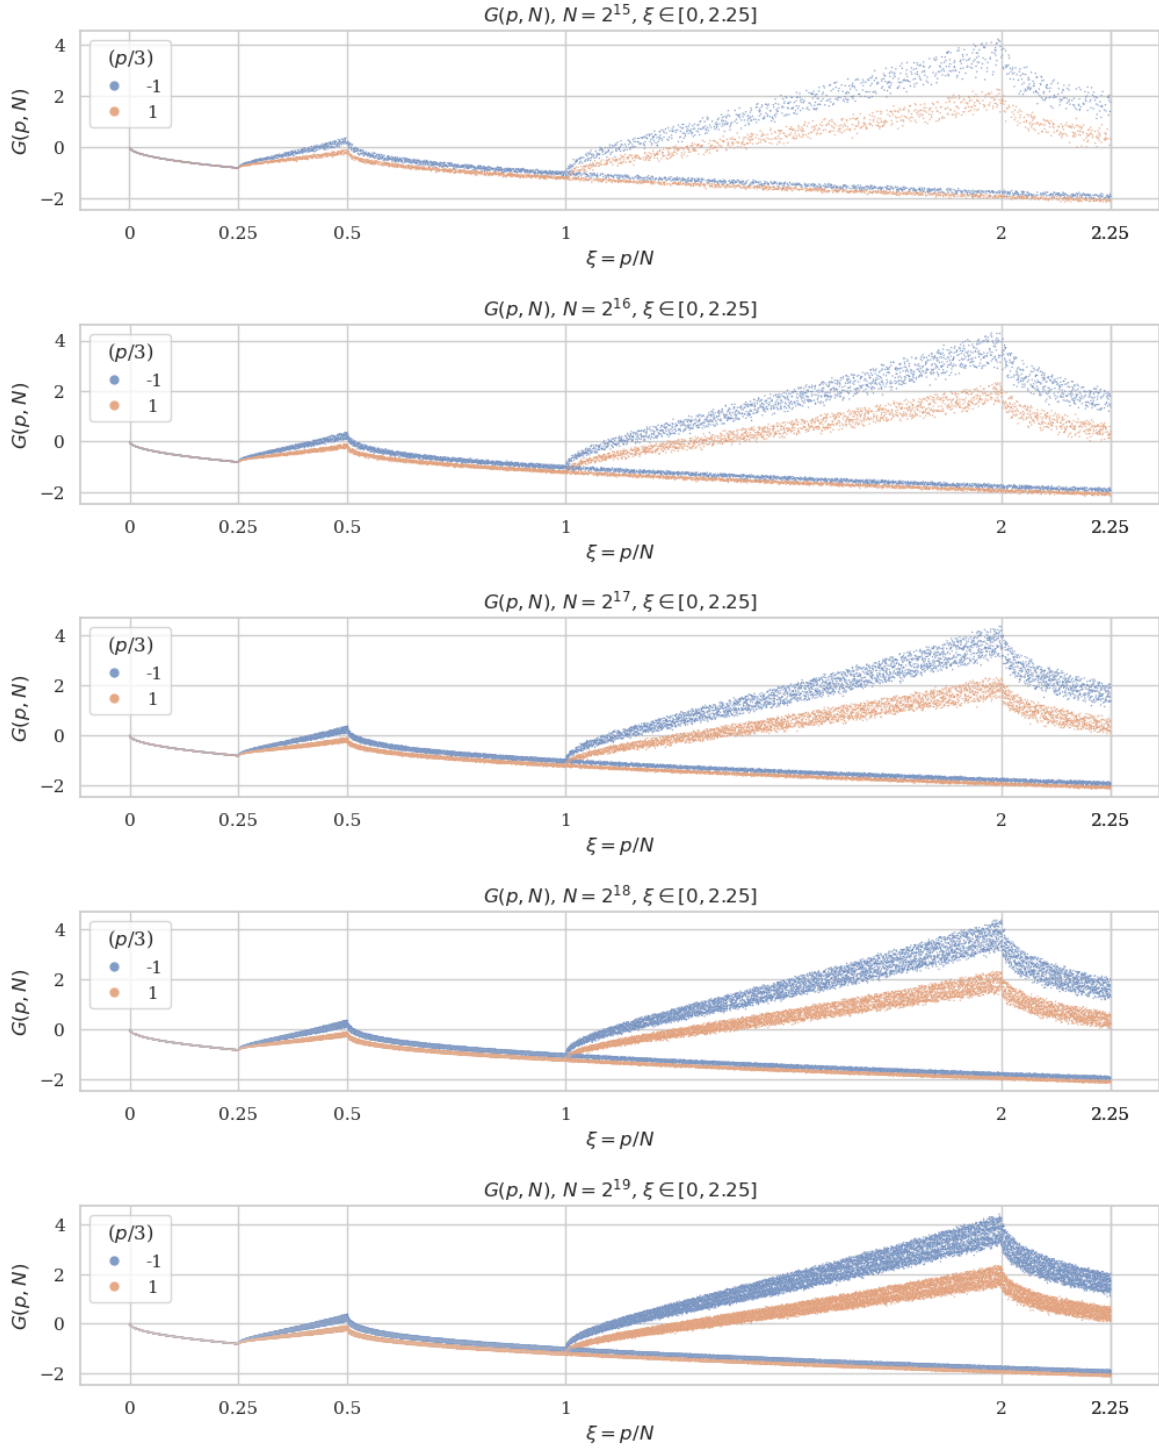 G(p, N), N = 2^15, ξ ∈ [0, 2.25]
(p/3)
-1
1
G(p, N)
4
2
0
−2
0 0.25 0.5 1 2 2.25
ξ = p/N
G(p, N), N = 2^16, ξ ∈ [0, 2.25]
(p/3)
-1
1
G(p, N)
4
2
0
−2
0 0.25 0.5 1 2 2.25
ξ = p/N
G(p, N), N = 2^17, ξ ∈ [0, 2.25]
(p/3)
-1
1
G(p, N)
4
2
0
−2
0 0.25 0.5 1 2 2.25
ξ = p/N
G(p, N), N = 2^18, ξ ∈ [0, 2.25]
(p/3)
-1
1
G(p, N)
4
2
0
−2
0 0.25 0.5 1 2 2.25
ξ = p/N
G(p, N), N = 2^19, ξ ∈ [0, 2.25]
(p/3)
-1
1
G(p, N)
4
2
0
−2
0 0.25 0.5 1 2 2.25
ξ = p/N